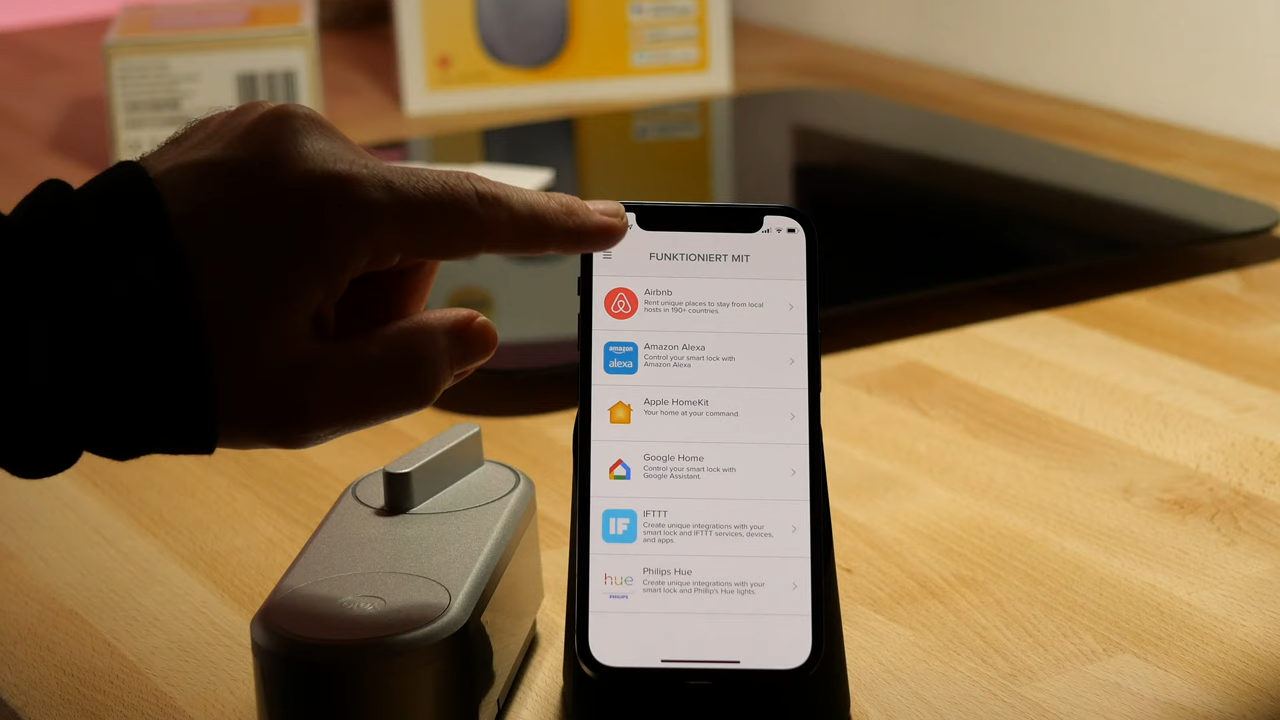 FUNKTIONIERT MIT
Airbnb
Rent unique places to stay from local
hosts in 190+ countries.
amazon
alexa
Amazon Alexa
Control your smart lock with
Amazon Alexa
Apple HomeKit
Your home at your command.
Google Home
Control your smart lock with
Google Assistant.
IF
IFTTT
Create unique integrations with your
smart lock and IFTTT services, devices,
and apps.
hue
PHILIPS
Philips Hue
Create unique integrations with your
smart lock and Phillip's Hue lights.
Yale